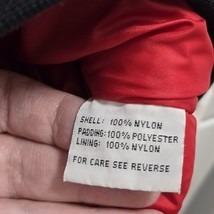 SHELL: 100% NYLON
PADDING: 100% POLYESTER
LINING: 100% NYLON
FOR CARE SEE REVERSE